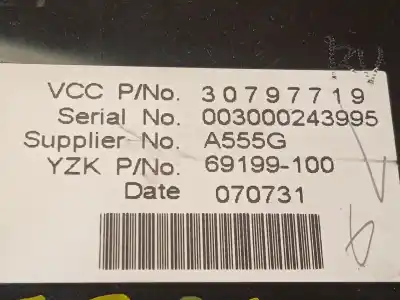 VCC P/No. 30797719
Serial No. 003000243995
Supplier No. A555G
YZK P/No. 69199-100
Date 070731